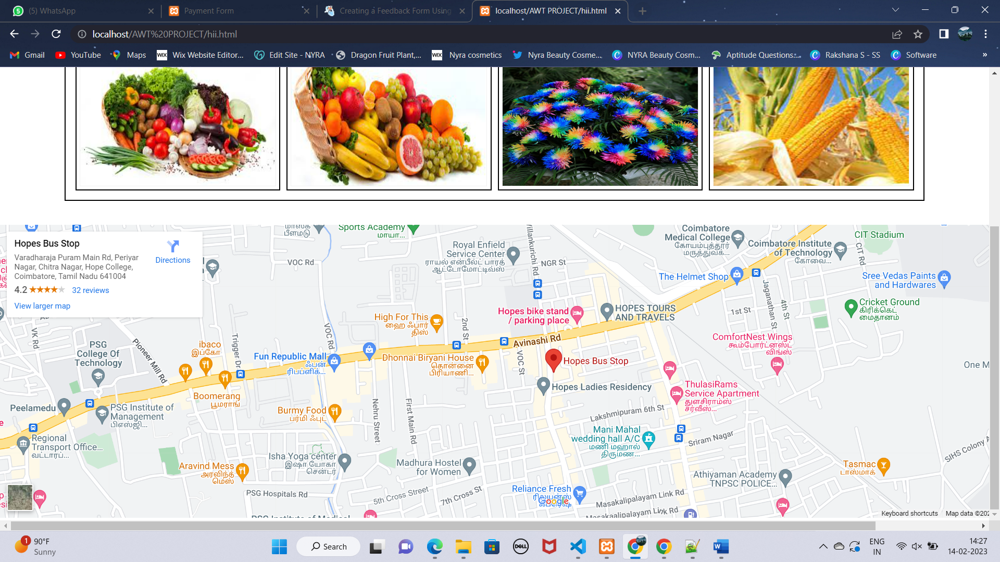 (5) WhatsApp
Payment Form
Creating a Feedback Form Using
localhost/AWT PROJECT/hii.html
localhost/AWT%20PROJECT/hii.html
Gmail
YouTube
Maps
Wix Website Editor...
Edit Site - NYRA
Dragon Fruit Plant,...
Nyra cosmetics
Nyra Beauty Cosme...
NYRA Beauty Cosm...
Aptitude Questions:...
Rakshana S - SS
Software
Hopes Bus Stop
Varadharaja Puram Main Rd, Periyar
Nagar, Chitra Nagar, Hope College,
Coimbatore, Tamil Nadu 641004
4.2
32 reviews
View larger map
Directions
பீளமேடு
Sports Academy
மாயா...
Royal Enfield
Service Center
ராயல் என்பீல்ட் பாரத்
ஆட்டோமோட்டிவ்ஸ்
Villankurichi Rd
NGR St
VOC Rd
Coimbatore
Medical College
கோயம்புத்தூர்
மருத்துவக்...
Coimbatore Institute
of Technology
கோவை...
CIT Stadium
CIT Rd
The Helmet Shop
Sree Vedas Paints
and Hardwares
Jaganathan St
4th St
1st St
Cricket Ground
கிரிக்கெட்
மைதானம்
Hopes bike stand
/ parking place
HOPES TOURS
AND TRAVELS
High For This
ஹை ஃபார்
திஸ்
2nd St
VOC Rd
VK Rd
Trigger Dr
Pioneer Mill Rd
PSG
College Of
Technology
ibaco
இப்கோ
Avinashi Rd
ComfortNest Wings
கூம்போர்ட்னஸ்ட்
விங்ஸ்
Fun Republic Mall
ஃபன்
ரிபப்ளிக்...
Dhonnai Biryani House
தொன்னை
பிரியாணி...
VOC St
Hopes Bus Stop
One M
Hopes Ladies Residency
ThulasiRams
Service Apartment
துளசிராம்ஸ்
சர்வீஸ்...
Boomerang
பூமராங்
Peelamedu
PSG Institute of
Management
பிஎஸ்ஜி...
Burmy Food
பர்மி ஃபுட்
Nehru Street
First Main Rd
Lakshmipuram 6th St
Mani Mahal
wedding hall A/C
மணி மஹால்
திருமண...
Sriram Nagar
SIHS Colony
Regional
Transport Office...
வட்டாரப்...
Aravind Mess
அரவிந்த்
மெஸ்
Isha Yoga center
இஷா யோகா
சென்டர்
Madhura Hostel
for Women
Tasmac
டாஸ்மாக்
Athiyaman Academy
TNPSC POLICE...
PSG Hospitals Rd
5th Cross Street
7th Cross St
Reliance Fresh
ரிலயன்ஸ்
ஃப்ரேஷ்
Google
Masakalipalayam Link Rd
Masakaalipalayam Link Rd
PSG Institute of Medical
Keyboard shortcuts
Map data ©202
1
90°F
Sunny
Search
DELL
ENG
IN
14:27
14-02-2023